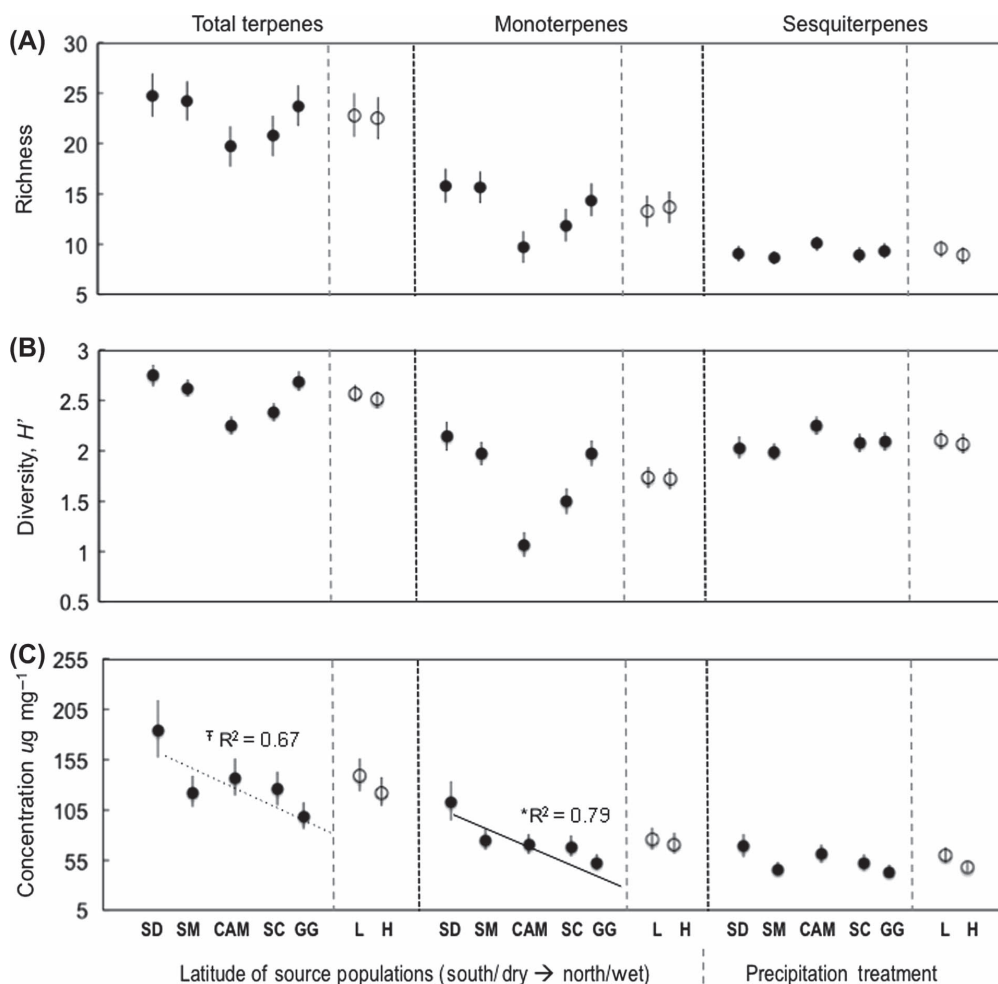 Total terpenes Monoterpenes Sesquiterpenes
(A)
Richness
30
25
20
15
10
5
(B)
Diversity, H'
3
2.5
2
1.5
1
0.5
(C)
Concentration ug mg⁻¹
255
205
155
105
55
5
Ŧ R² = 0.67
*R² = 0.79
SD SM CAM SC GG L H SD SM CAM SC GG L H SD SM CAM SC GG L H
Latitude of source populations (south/dry → north/wet) Precipitation treatment